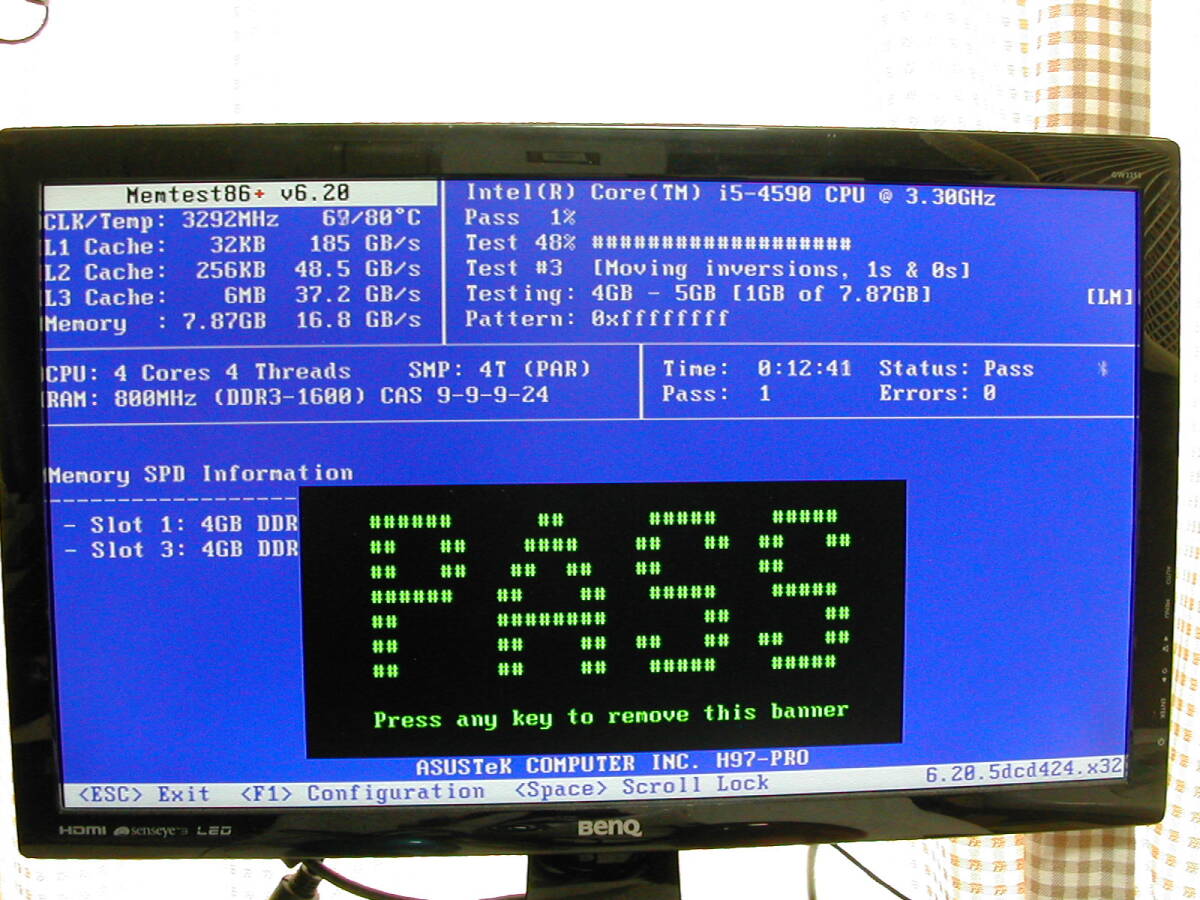 Memtest86+ v6.20
Intel(R) Core(TM) i5-4590 CPU @ 3.30GHz
CLK/Temp: 3292MHz /80°C
Pass 1%
L1 Cache: 32KB 185 GB/s
Test 48% ###################
L2 Cache: 256KB 48.5 GB/s
Test #3 [Moving inversions, 1s & 0s]
L3 Cache: 6MB 37.2 GB/s
Testing: 4GB - 5GB [1GB of 7.87GB] [LM]
Memory : 7.87GB 16.8 GB/s
Pattern: 0xffffffff
CPU: 4 Cores 4 Threads SMP: 4T (PAR)
RAM: 800MHz (DDR3-1600) CAS 9-9-9-24
Time: 0:12:41 Status: Pass
Pass: 1 Errors: 0
Memory SPD Information
- Slot 1: 4GB DDR
- Slot 3: 4GB DDR
PASS
Press any key to remove this banner
ASUSTeK COMPUTER INC. H97-PRO
<ESC> Exit <F1> Configuration <Space> Scroll Lock 6.20.5dcd424.x32
HDMI senseye 3 LED
BenQ
AUTO
MENU
ENTER